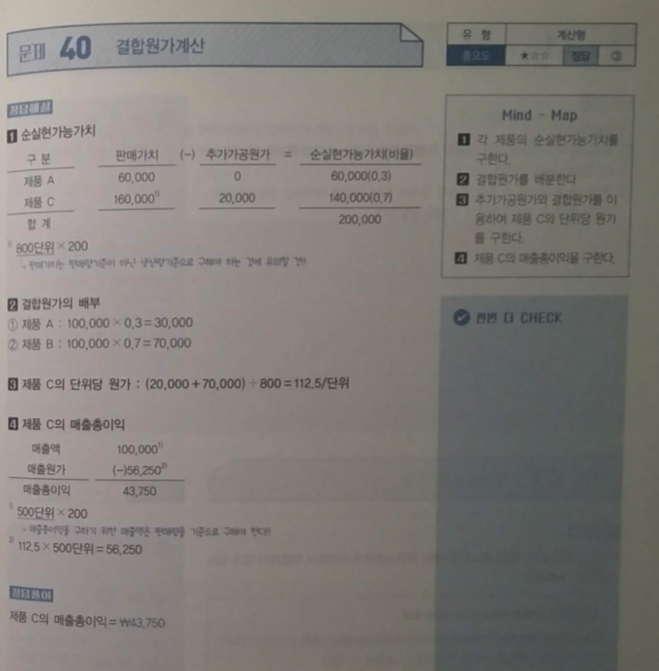 문제 40 결합원가계산
유 형 계산형
중요도 ★☆☆ 정답 ③
정답해설
1 순실현가능가치
구 분 판매가치 (-) 추가가공원가 = 순실현가능가치(비율)
제품 A 60,000 0 60,000(0.3)
제품 C 160,000¹⁾ 20,000 140,000(0.7)
합 계 200,000
¹⁾ 800단위×200
↳ 판매가치는 판매량기준이 아닌 생산량기준으로 구해야 하는 것에 유의할 것!!
2 결합원가의 배부
① 제품 A : 100,000×0.3=30,000
② 제품 B : 100,000×0.7=70,000
3 제품 C의 단위당 원가 : (20,000+70,000)÷800=112.5/단위
4 제품 C의 매출총이익
매출액 100,000¹⁾
매출원가 (-)56,250²⁾
매출총이익 43,750
¹⁾ 500단위×200
↳ 매출총이익을 구하기 위한 매출액은 판매량을 기준으로 구해야 한다!!
²⁾ 112.5×500단위=56,250
정답풀이
제품 C의 매출총이익=₩43,750
Mind - Map
1 각 제품의 순실현가능가치를
구한다.
2 결합원가를 배분한다
3 추가가공원가와 결합원가를 이
용하여 제품 C의 단위당 원가
를 구한다.
4 제품 C의 매출총이익을 구한다.
한번 더 CHECK